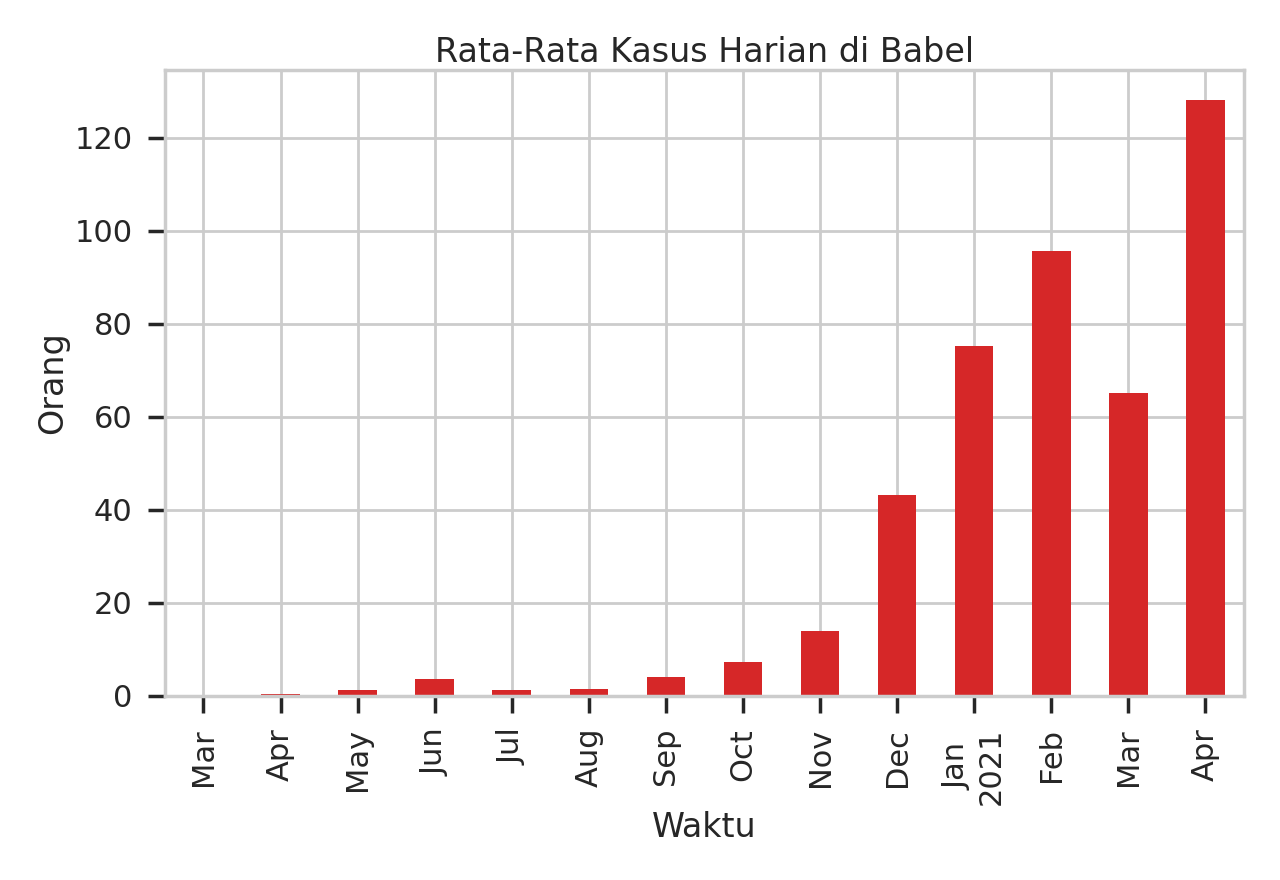 Rata-Rata Kasus Harian di Babel
120
100
80
60
40
20
0
Orang
Mar
Apr
May
Jun
Jul
Aug
Sep
Oct
Nov
Dec
Jan
2021
Feb
Mar
Apr
Waktu